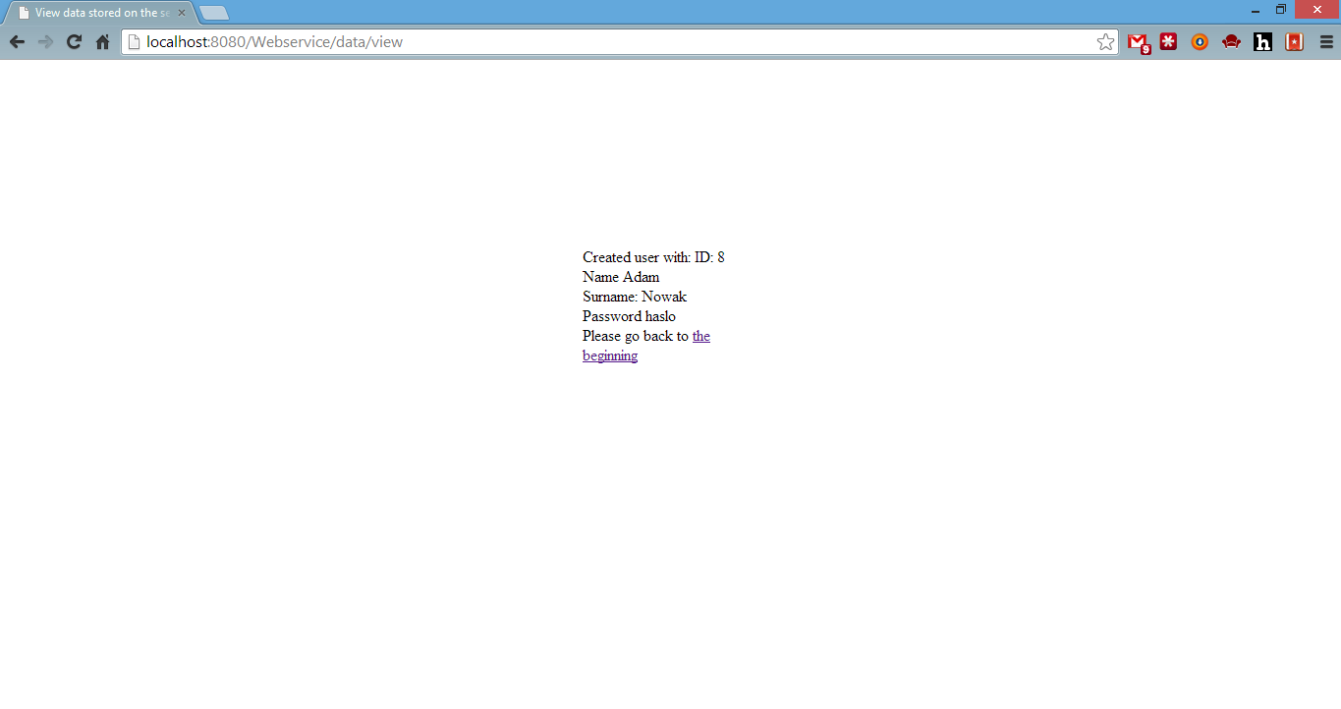 View data stored on the se
localhost:8080/Webservice/data/view
9
h
Created user with: ID: 8
Name Adam
Surname: Nowak
Password haslo
Please go back to the
beginning